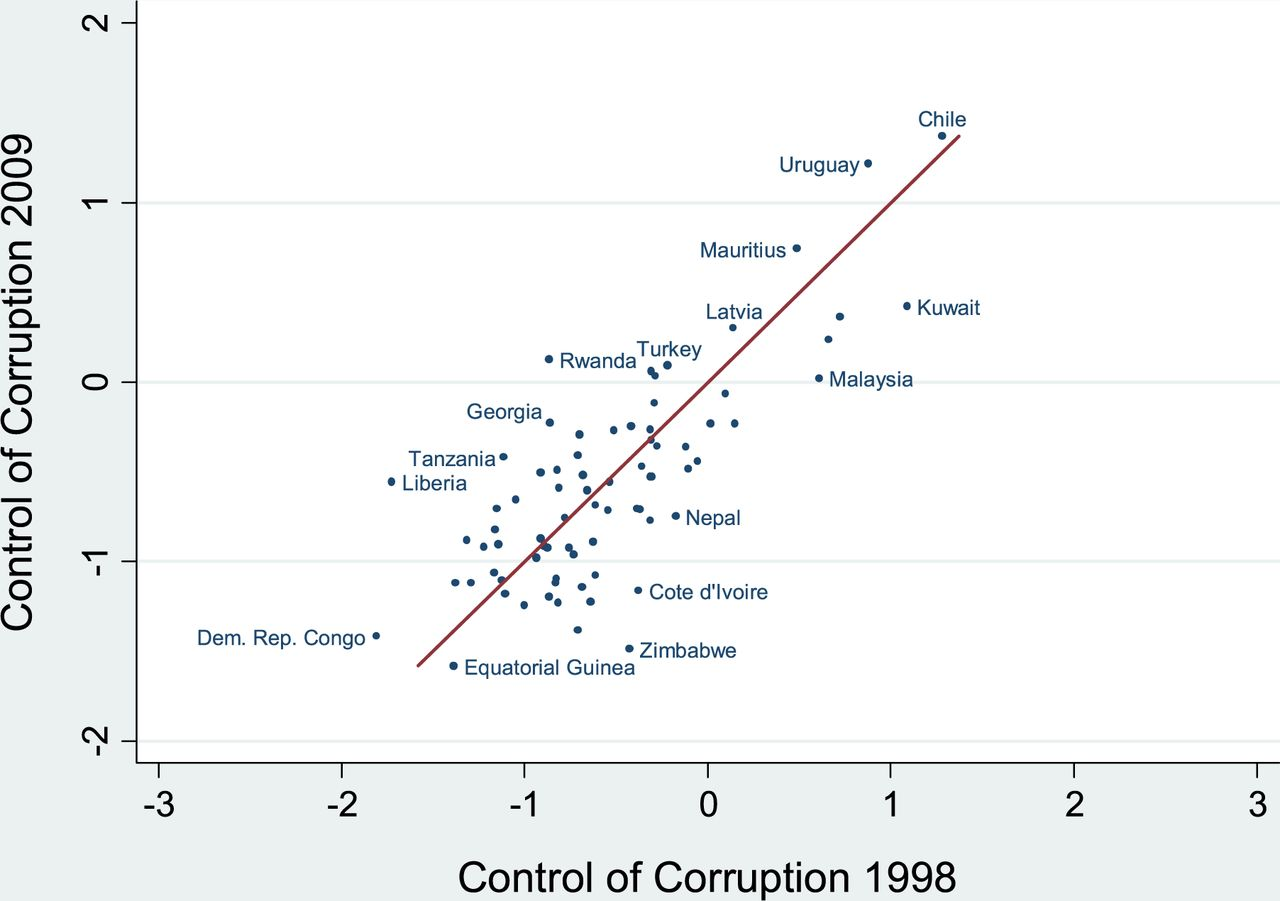 Control of Corruption 2009
2
1
0
-1
-2
Chile
Uruguay
Mauritius
Latvia
Kuwait
Turkey
Rwanda
Malaysia
Georgia
Tanzania
Liberia
Nepal
Cote d'Ivoire
Dem. Rep. Congo
Zimbabwe
Equatorial Guinea
-3 -2 -1 0 1 2 3
Control of Corruption 1998